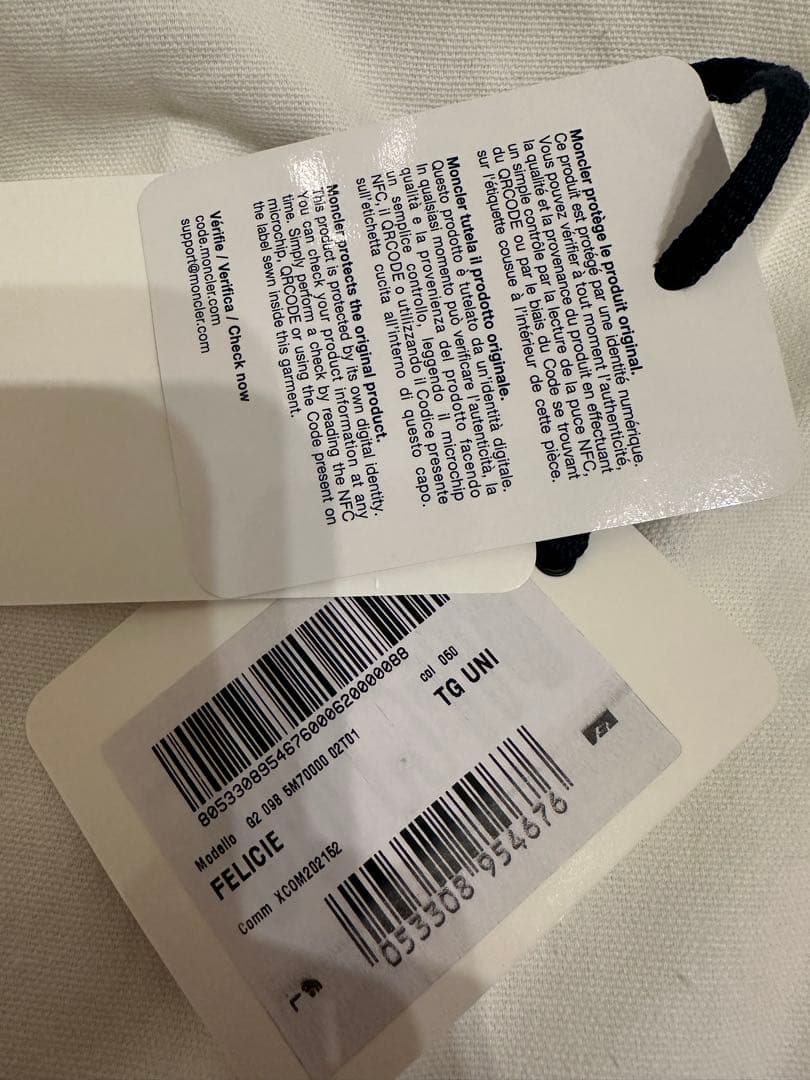 Moncler protège le produit original.
Ce produit est protégé par une identité numérique.
Vous pouvez vérifier à tout moment l'authenticité,
la qualité et la provenance du produit en effectuant
un simple contrôle par la lecture de la puce NFC,
du QRCODE ou par le biais du Code se trouvant
sur l'étiquette cousue à l'intérieur de cette pièce.
Moncler tutela il prodotto originale.
Questo prodotto è tutelato da un'identità digitale.
In qualsiasi momento può verificare l'autenticità, la
qualità e la provenienza del prodotto facendo
un semplice controllo, leggendo il microchip
NFC, il QRCODE o utilizzando il Codice presente
sull'etichetta cucita all'interno di questo capo.
Moncler protects the original product.
This product is protected by its own digital identity.
You can check your product information at any
time. Simply perform a check by reading the NFC
microchip, QRCODE or using the Code present on
the label sewn inside this garment.
Vérifie / Verifica / Check now
code.moncler.com
support@moncler.com
8053308954676000620000088
Modello G2 09B 5M70000 02T01
col 060
FELICIE
TG UNI
Comm XCOM202152
053308 954676